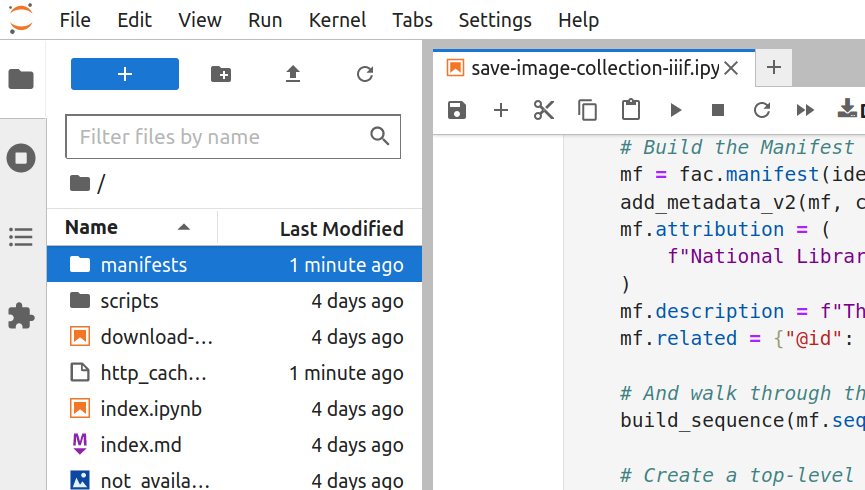 File Edit View Run Kernel Tabs Settings Help
save-image-collection-iiif.ipy
Filter files by name
/
Name Last Modified
manifests 1 minute ago
scripts 4 days ago
download-... 4 days ago
http_cach... 1 minute ago
index.ipynb 4 days ago
index.md 4 days ago
not_availa... 4 days ago
# Build the Manifest
mf = fac.manifest(ide
add_metadata_v2(mf, c
mf.attribution = (
f"National Librar
)
mf.description = f"Th
mf.related = {"@id":
# And walk through th
build_sequence(mf.seq
# Create a top-level